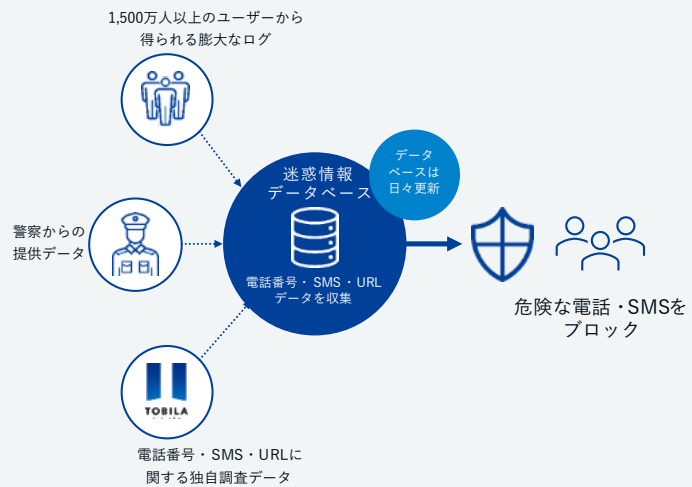 1,500万人以上のユーザーから
得られる膨大なログ
データ
ベースは
日々更新
迷惑情報
データベース
警察からの
提供データ
電話番号・SMS・URL
データを収集
危険な電話・SMSを
ブロック
TOBILA
電話番号・SMS・URLに
関する独自調査データ